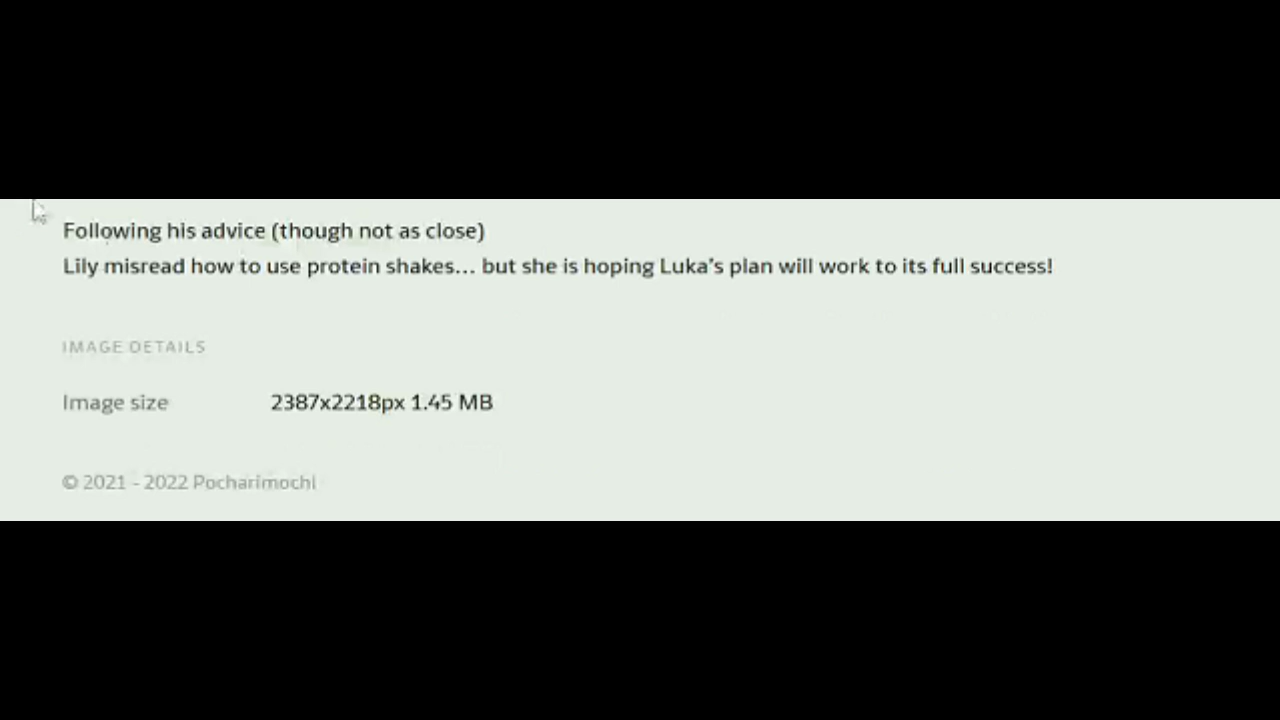 Following his advice (though not as close)
Lily misread how to use protein shakes... but she is hoping Luka's plan will work to its full success!
IMAGE DETAILS
Image size 2387x2218px 1.45 MB
© 2021 - 2022 Pocharimochi